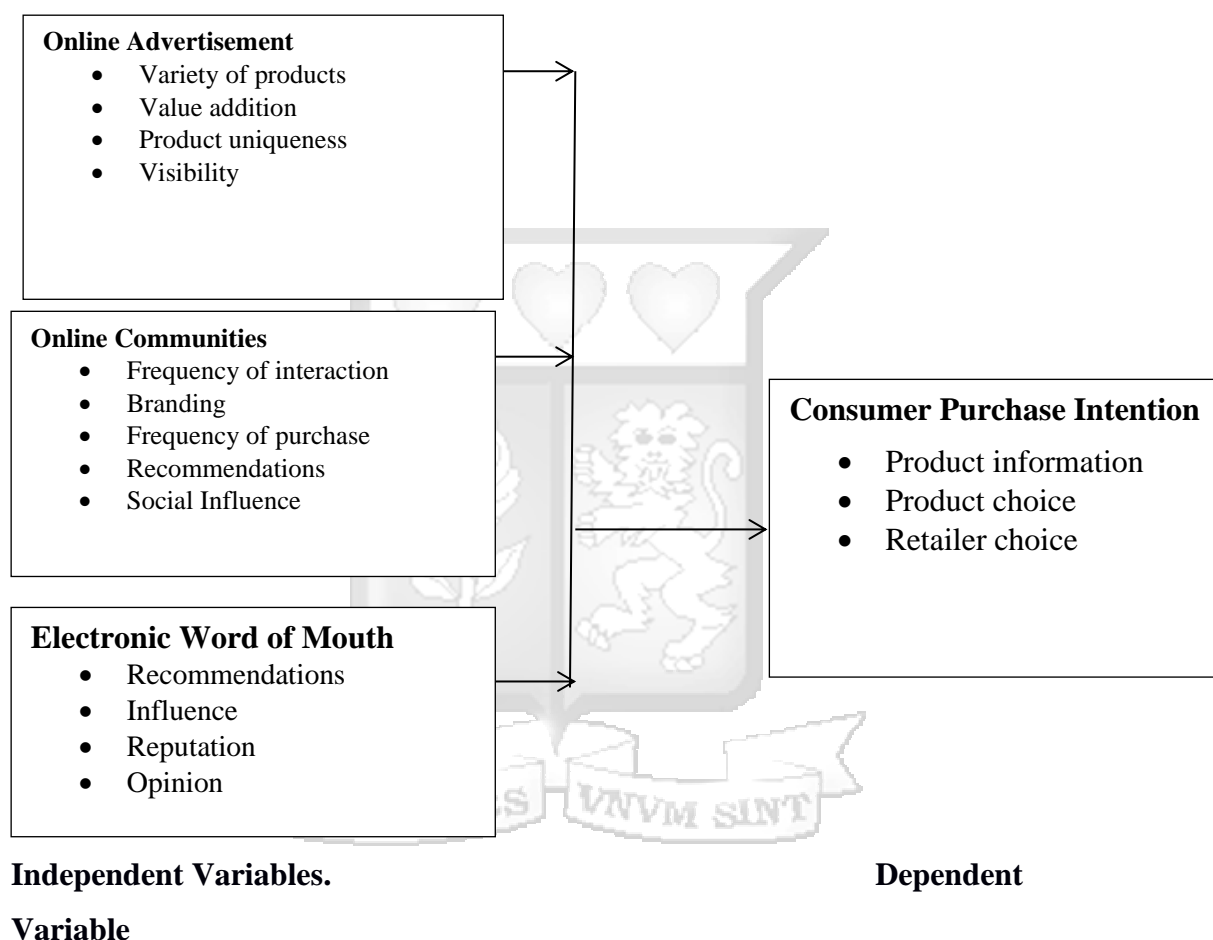 Online Advertisement
• Variety of products
• Value addition
• Product uniqueness
• Visibility
Online Communities
• Frequency of interaction
• Branding
• Frequency of purchase
• Recommendations
• Social Influence
Consumer Purchase Intention
• Product information
• Product choice
• Retailer choice
Electronic Word of Mouth
• Recommendations
• Influence
• Reputation
• Opinion
VNVM SINT
Independent Variables. Dependent
Variable